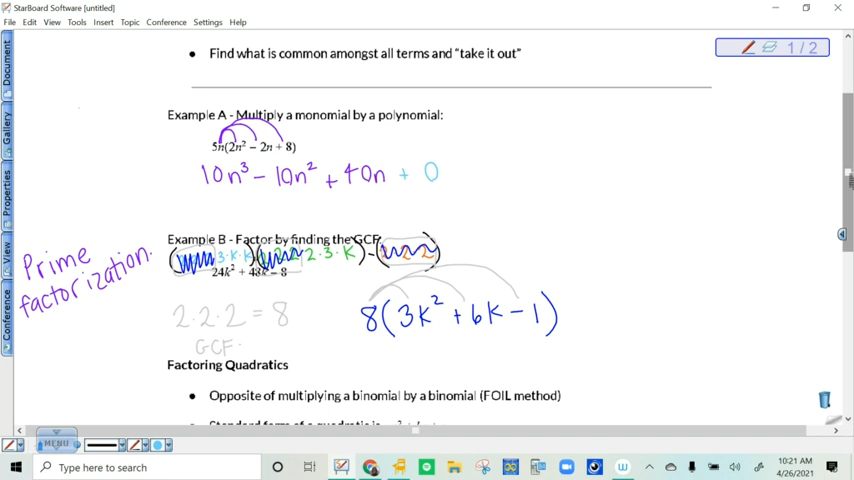 StarBoard Software [untitled]
File Edit View Tools Insert Topic Conference Settings Help
1 / 2
Document
Gallery
Properties
View
Conference
• Find what is common amongst all terms and “take it out”
Example A - Multiply a monomial by a polynomial:
5n(2n² − 2n + 8)
10n³ − 10n² + 40n + 0
Example B - Factor by finding the GCF.
Prime factorization.
3·k·k) 2·3·k) −
24k² + 48k − 8
2·2·2 = 8
GCF
8(3k² + 6k − 1)
Factoring Quadratics
• Opposite of multiplying a binomial by a binomial (FOIL method)
MENU
Type here to search
10:21 AM
4/26/2021